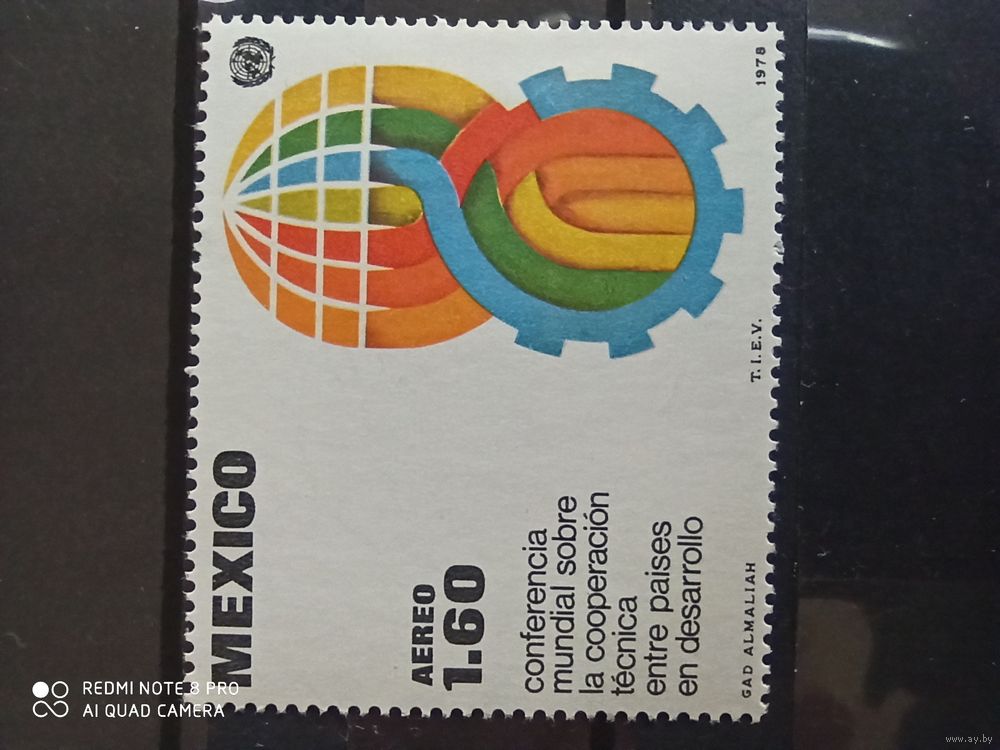 MEXICO
AEREO
1.60
conferencia
mundial sobre
la cooperación
técnica
entre paises
en desarrollo
GAD ALMALIAH
T. I. E. V.
1978
REDMI NOTE 8 PRO
AI QUAD CAMERA
www.ay.by